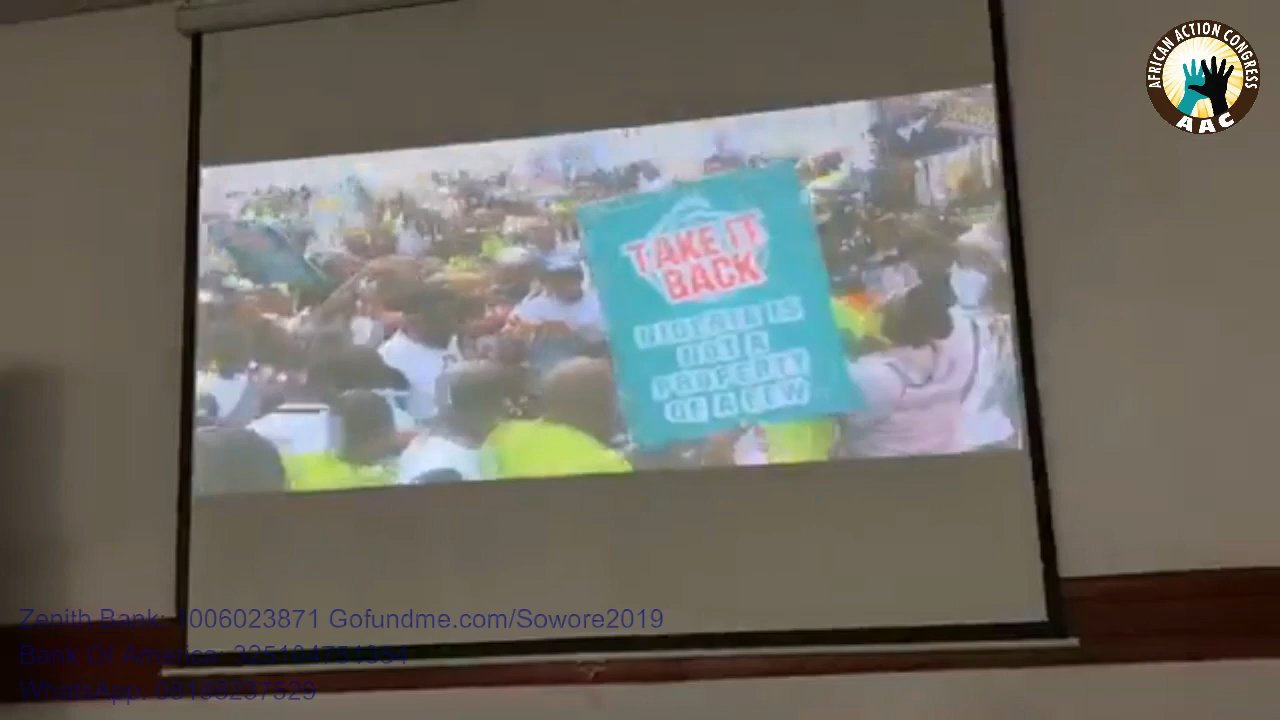 AFRICAN ACTION CONGRESS
AAC
TAKE IT
BACK
NIGERIA IS
NOT A
PROPERTY
OF A FEW
Zenith Bank: 1006023871 Gofundme.com/Sowore2019
Bank Of America:
WhatsApp: